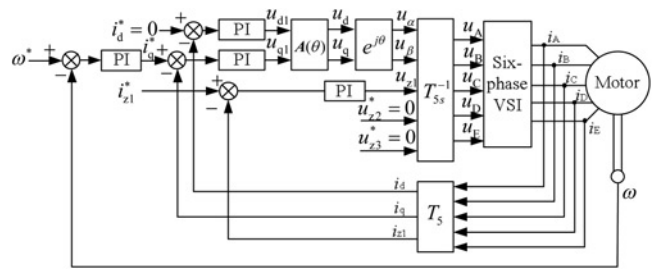 i*d = 0
+
−
PI
ud1
A(θ)
ud
e^jθ
uα
uA
iA
ω*
+
−
PI
i*q
+
−
PI
uq1
uq
uβ
uB
Six-phase VSI
iB
Motor
i*z1
+
−
PI
uz1
T5s^-1
uC
iC
u*z2 = 0
uD
iD
u*z3 = 0
uE
iE
id
ω
iq
T5
iz1